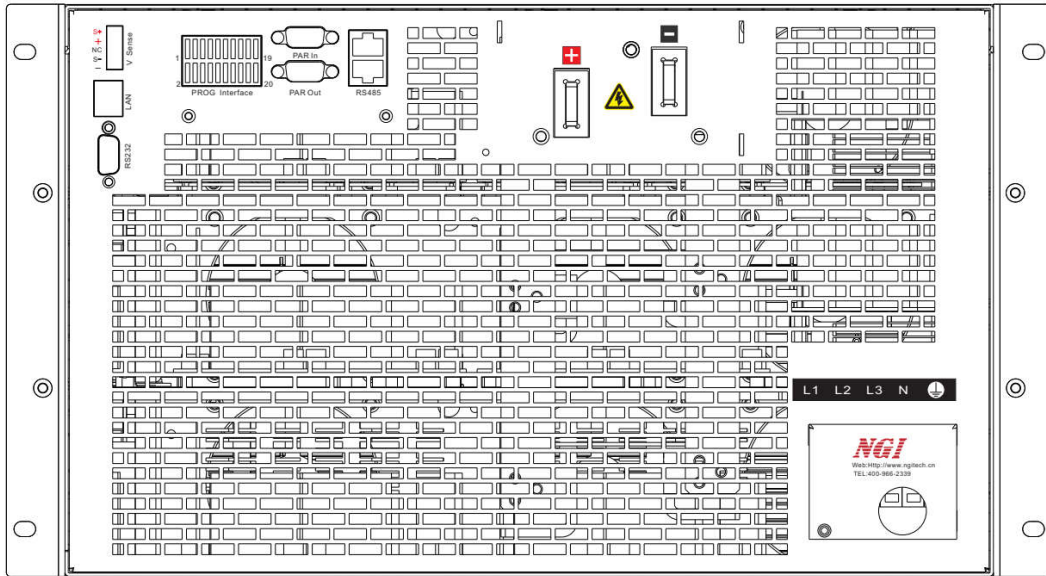 S+
+
NC
S-
-
V Sense
LAN
RS232
1
2
19
20
PROG Interface
PAR In
PAR Out
RS485
+
-
L1 L2 L3 N
NGI
Web:Http://www.ngitech.cn
TEL:400-966-2339